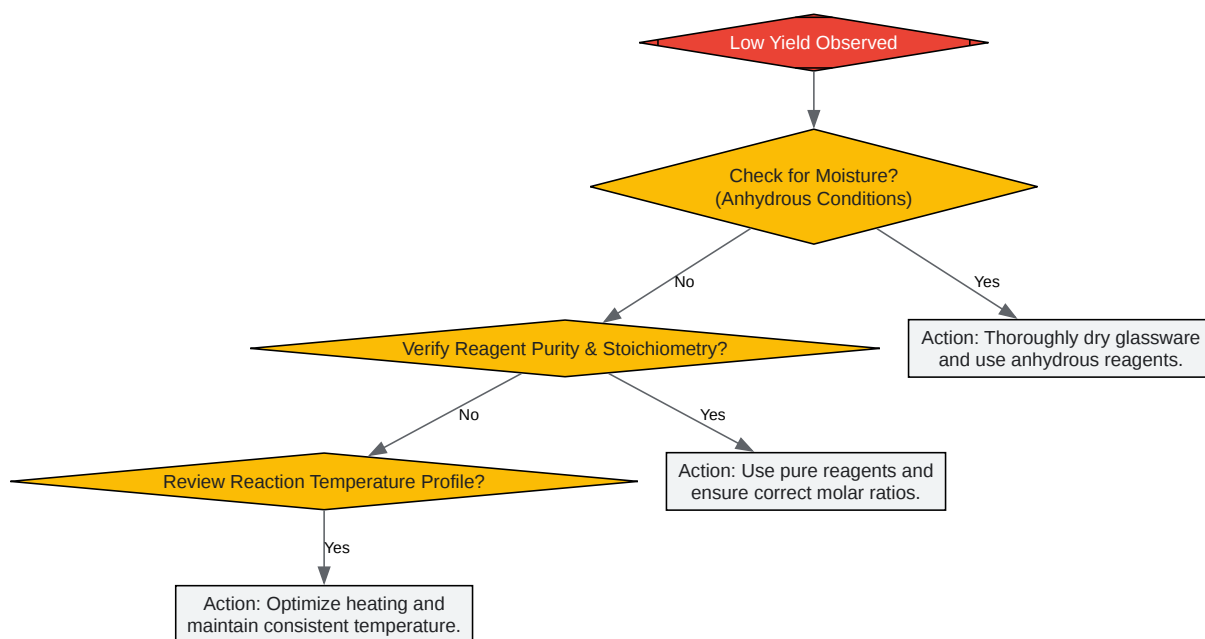 Low Yield Observed
Check for Moisture?
(Anhydrous Conditions)
No
Yes
Verify Reagent Purity & Stoichiometry?
Action: Thoroughly dry glassware
and use anhydrous reagents.
No
Yes
Review Reaction Temperature Profile?
Action: Use pure reagents and
ensure correct molar ratios.
Yes
Action: Optimize heating and
maintain consistent temperature.